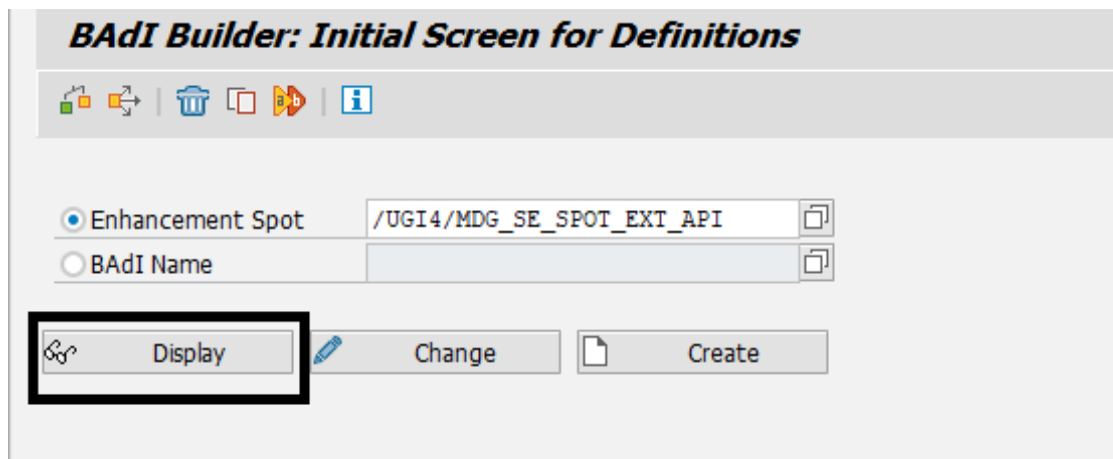 BAdI Builder: Initial Screen for Definitions
Enhancement Spot /UGI4/MDG_SE_SPOT_EXT_API
BAdI Name
Display Change Create